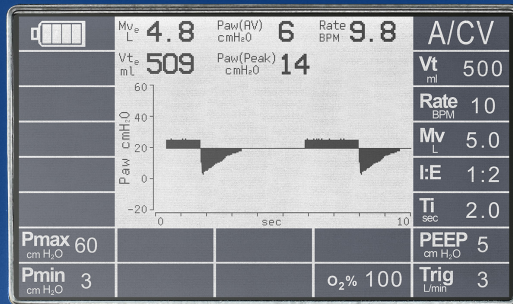 Mve L 4.8 Paw(AV) cmH₂O 6 Rate BPM 9.8 A/CV
Vte ml 509 Paw(Peak) cmH₂O 14
Vt ml 500
Rate BPM 10
Mv L 5.0
I:E 1:2
Ti sec 2.0
Paw cmH₂O
60
40
20
0
-20
0 sec 10
Pmax cm H₂O 60
PEEP cm H₂O 5
Pmin cm H₂O 3
O₂% 100
Trig L/min 3